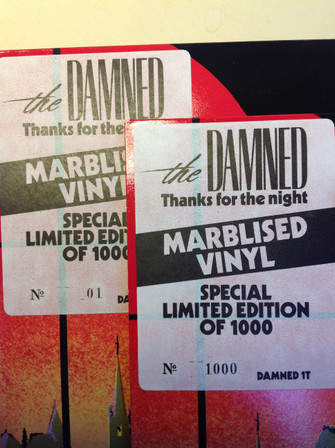 the DAMNED
Thanks for the
MARBLISED
VINYL
SPECIAL
LIMITED EDITION
OF 1000
№ 01
DA
the DAMNED
Thanks for the night
MARBLISED
VINYL
SPECIAL
LIMITED EDITION
OF 1000
№ 1000
DAMNED 1T